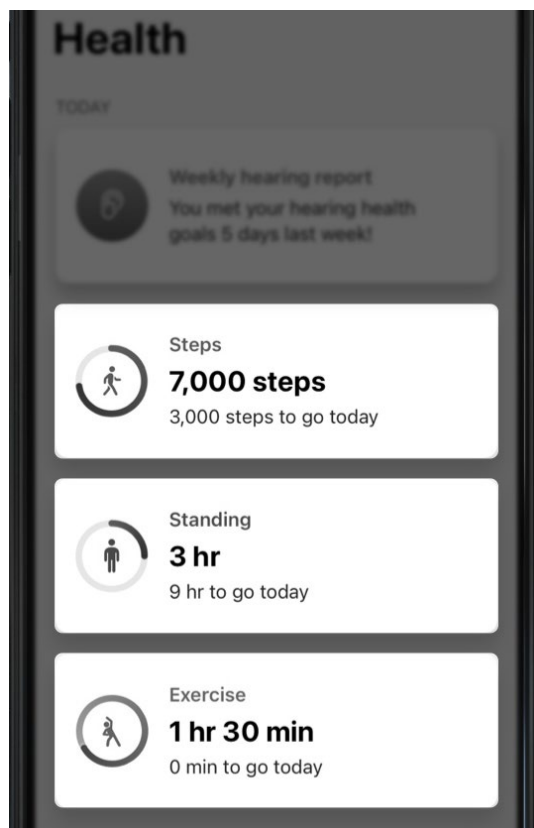 Health
TODAY
Weekly hearing report
You met your hearing health
goals 5 days last week!
Steps
7,000 steps
3,000 steps to go today
Standing
3 hr
9 hr to go today
Exercise
1 hr 30 min
0 min to go today